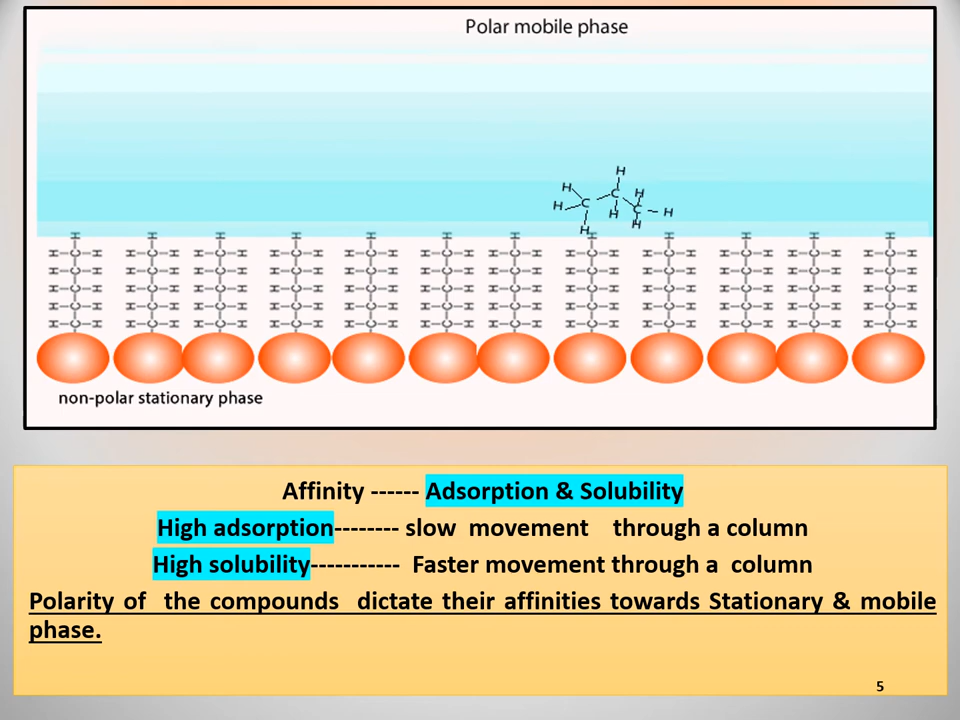 Polar mobile phase
H
H C C H
H H C – H
H H
H H H H H H H H H H H H
H–C–H H–C–H H–C–H H–C–H H–C–H H–C–H H–C–H H–C–H H–C–H H–C–H H–C–H H–C–H
H–C–H H–C–H H–C–H H–C–H H–C–H H–C–H H–C–H H–C–H H–C–H H–C–H H–C–H H–C–H
H–C–H H–C–H H–C–H H–C–H H–C–H H–C–H H–C–H H–C–H H–C–H H–C–H H–C–H H–C–H
H–C–H H–C–H H–C–H H–C–H H–C–H H–C–H H–C–H H–C–H H–C–H H–C–H H–C–H H–C–H
H–C–H H–C–H H–C–H H–C–H H–C–H H–C–H H–C–H H–C–H H–C–H H–C–H H–C–H H–C–H
non-polar stationary phase
Affinity ------ Adsorption & Solubility
High adsorption-------- slow movement through a column
High solubility----------- Faster movement through a column
Polarity of the compounds dictate their affinities towards Stationary & mobile
phase.
5